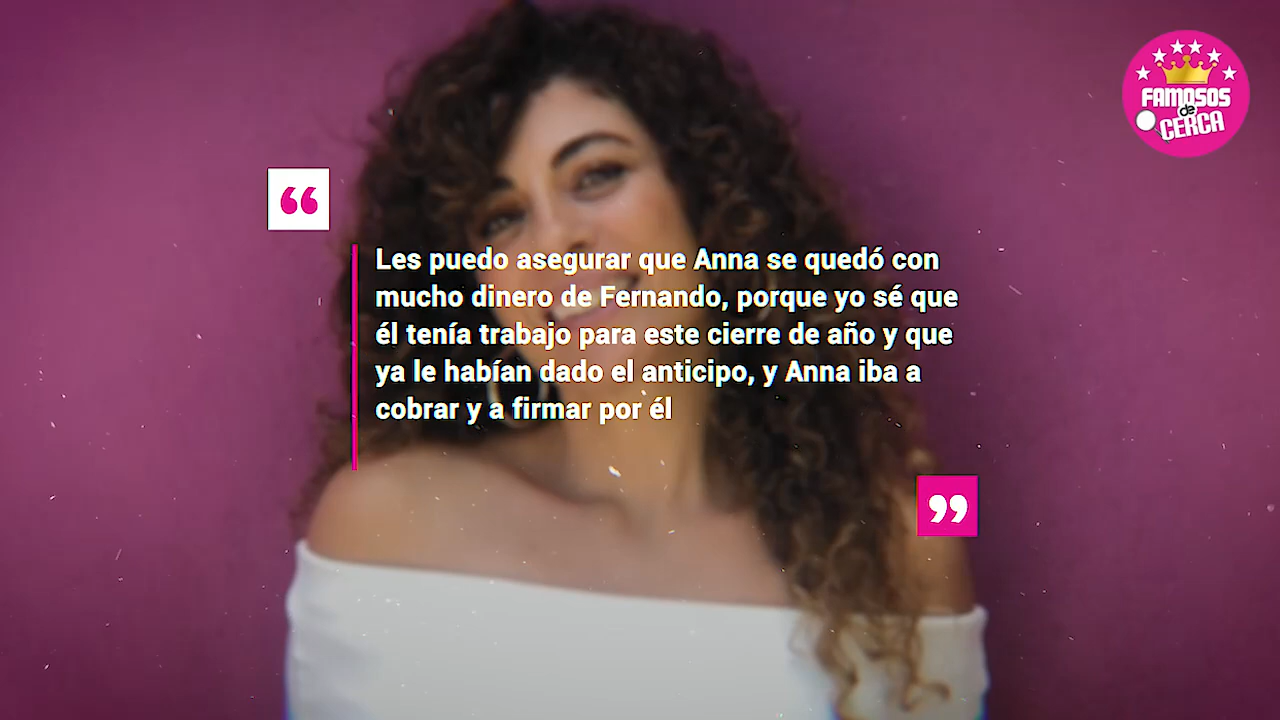 FAMOSOS
de
CERCA
“
Les puedo asegurar que Anna se quedó con
mucho dinero de Fernando, porque yo sé que
él tenía trabajo para este cierre de año y que
ya le habían dado el anticipo, y Anna iba a
cobrar y a firmar por él
”